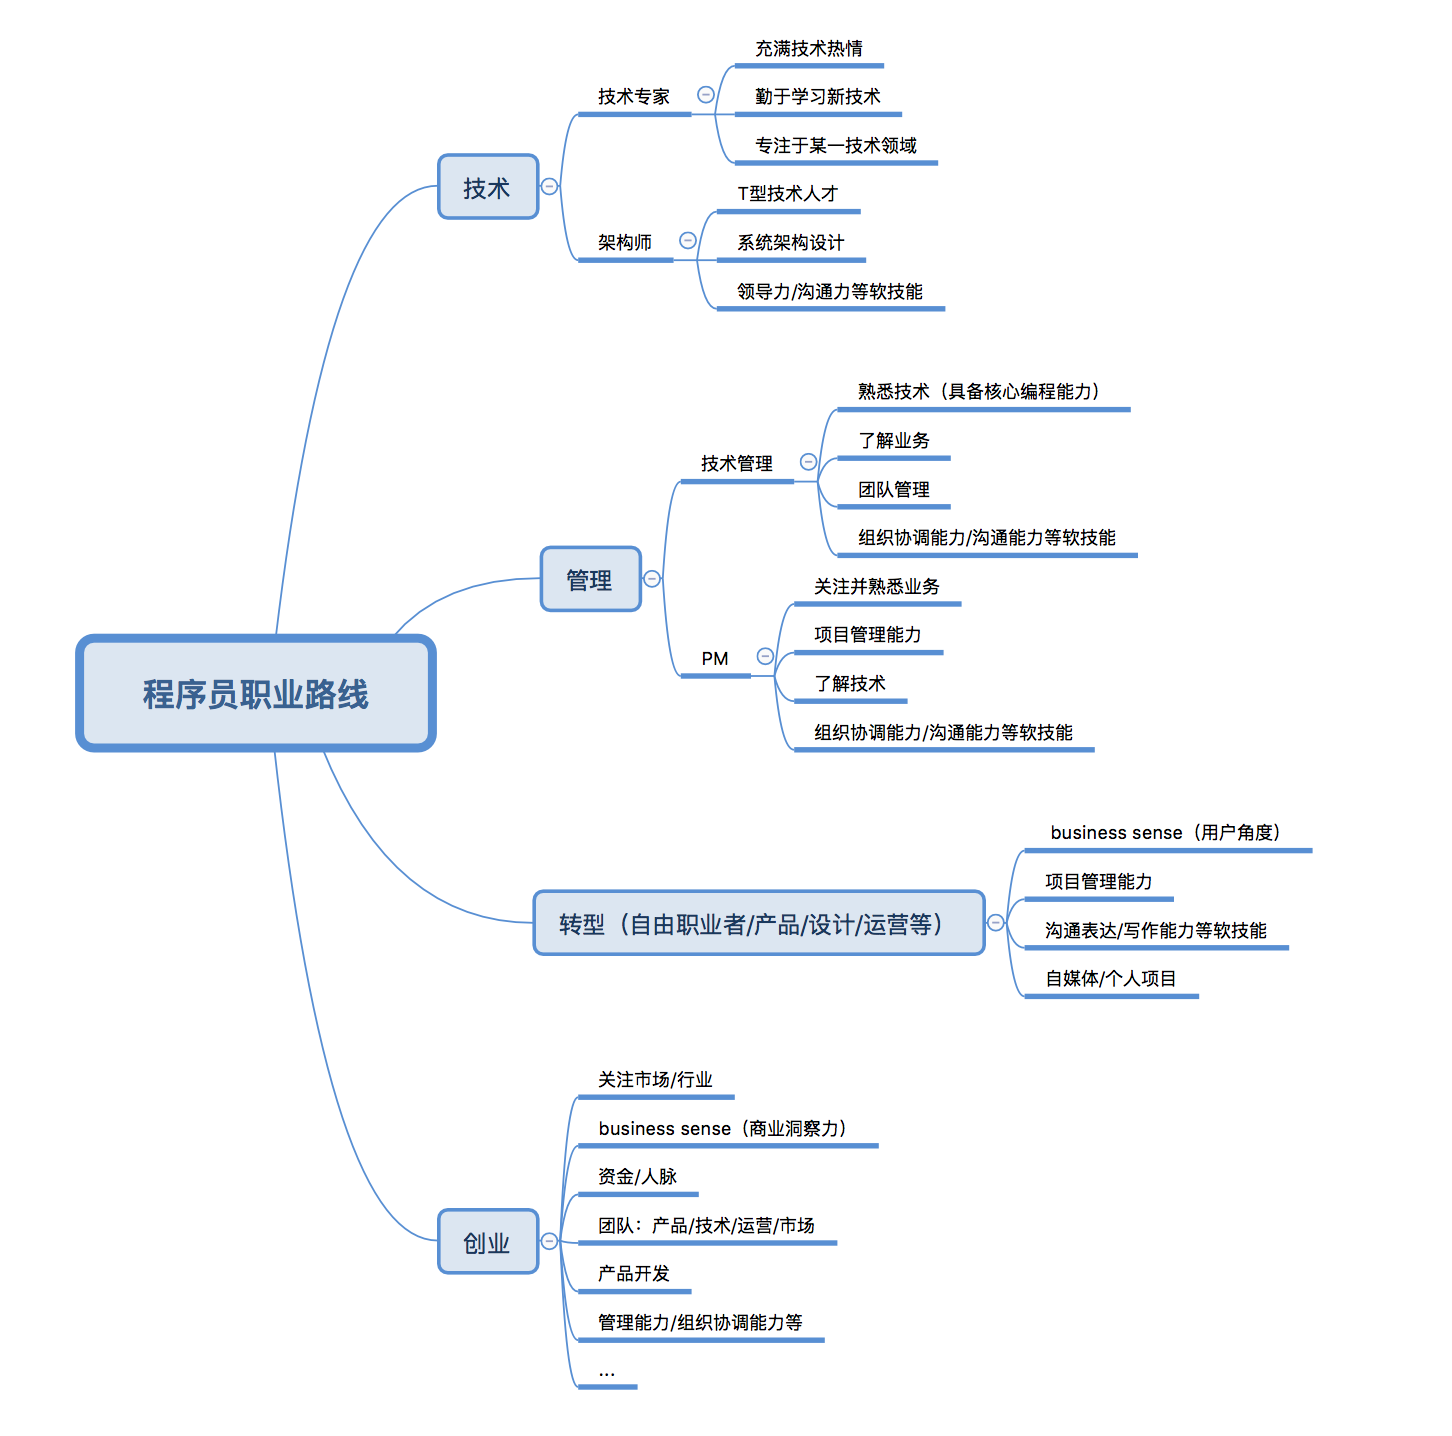 程序员职业路线
技术
技术专家
充满技术热情
勤于学习新技术
专注于某一技术领域
架构师
T型技术人才
系统架构设计
领导力/沟通力等软技能
管理
技术管理
熟悉技术（具备核心编程能力）
了解业务
团队管理
组织协调能力/沟通能力等软技能
PM
关注并熟悉业务
项目管理能力
了解技术
组织协调能力/沟通能力等软技能
转型（自由职业者/产品/设计/运营等）
business sense（用户角度）
项目管理能力
沟通表达/写作能力等软技能
自媒体/个人项目
创业
关注市场/行业
business sense（商业洞察力）
资金/人脉
团队：产品/技术/运营/市场
产品开发
管理能力/组织协调能力等
...